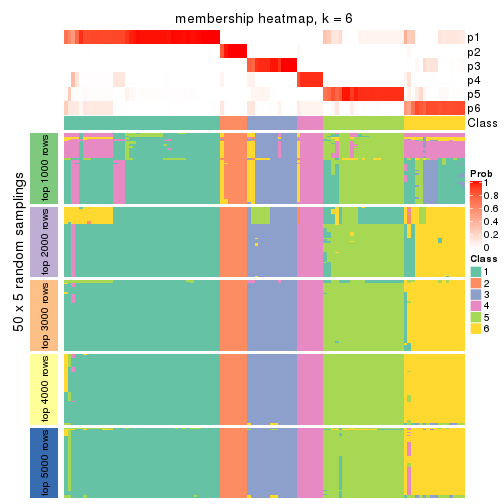 membership heatmap, k = 6
p1
p2
p3
p4
p5
p6
Class
50 x 5 random samplings
top 1000 rows
top 2000 rows
top 3000 rows
top 4000 rows
top 5000 rows
Prob
1
0.8
0.6
0.4
0.2
0
Class
1
2
3
4
5
6